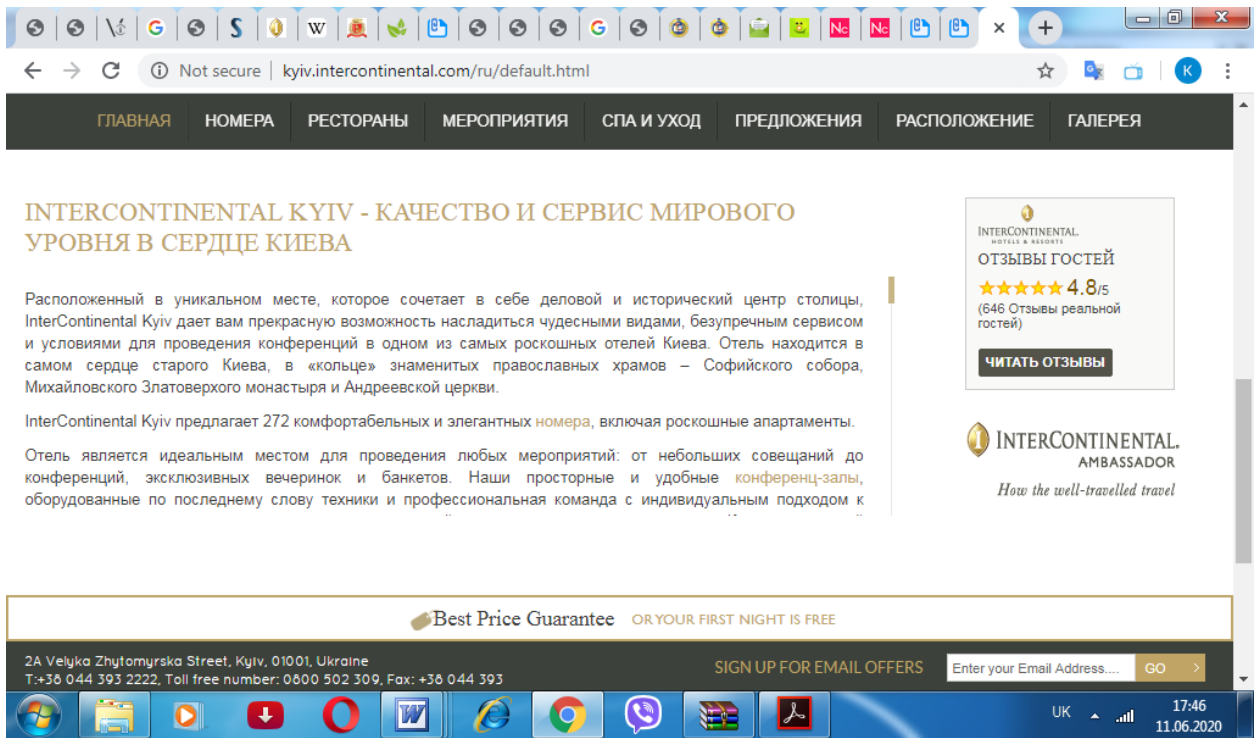 G
S
W
G
Nc
Nc
Not secure | kyiv.intercontinental.com/ru/default.html
K
ГЛАВНАЯ НОМЕРА РЕСТОРАНЫ МЕРОПРИЯТИЯ СПА И УХОД ПРЕДЛОЖЕНИЯ РАСПОЛОЖЕНИЕ ГАЛЕРЕЯ
INTERCONTINENTAL KYIV - КАЧЕСТВО И СЕРВИС МИРОВОГО
УРОВНЯ В СЕРДЦЕ КИЕВА
Расположенный в уникальном месте, которое сочетает в себе деловой и исторический центр столицы,
InterContinental Kyiv дает вам прекрасную возможность насладиться чудесными видами, безупречным сервисом
и условиями для проведения конференций в одном из самых роскошных отелей Киева. Отель находится в
самом сердце старого Киева, в «кольце» знаменитых православных храмов – Софийского собора,
Михайловского Златоверхого монастыря и Андреевской церкви.
InterContinental Kyiv предлагает 272 комфортабельных и элегантных номера, включая роскошные апартаменты.
Отель является идеальным местом для проведения любых мероприятий: от небольших совещаний до
конференций, эксклюзивных вечеринок и банкетов. Наши просторные и удобные конференц-залы,
оборудованные по последнему слову техники и профессиональная команда с индивидуальным подходом к
INTERCONTINENTAL.
HOTELS & RESORTS
ОТЗЫВЫ ГОСТЕЙ
4.8/5
(646 Отзывы реальной
гостей)
ЧИТАТЬ ОТЗЫВЫ
INTERCONTINENTAL.
AMBASSADOR
How the well-travelled travel
Best Price Guarantee OR YOUR FIRST NIGHT IS FREE
2A Velyka Zhytomyrska Street, Kyiv, 01001, Ukraine
T:+38 044 393 2222, Toll free number: 0800 502 309, Fax: +38 044 393
SIGN UP FOR EMAIL OFFERS Enter your Email Address.... GO >
UK 17:46
11.06.2020